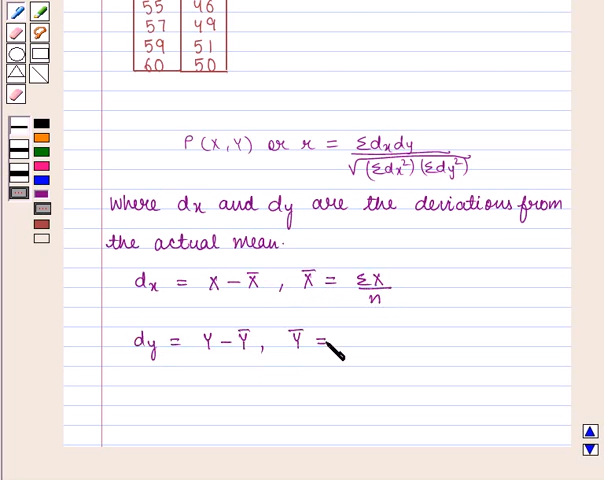 55 46
57 49
59 51
60 50
P (X, Y) or r = Σdxdy / √(Σdx²) (Σdy²)
Where dx and dy are the deviations from
the actual mean.
dx = X - X̅ , X̅ = ΣX / n
dy = Y - Y̅ , Y̅ =